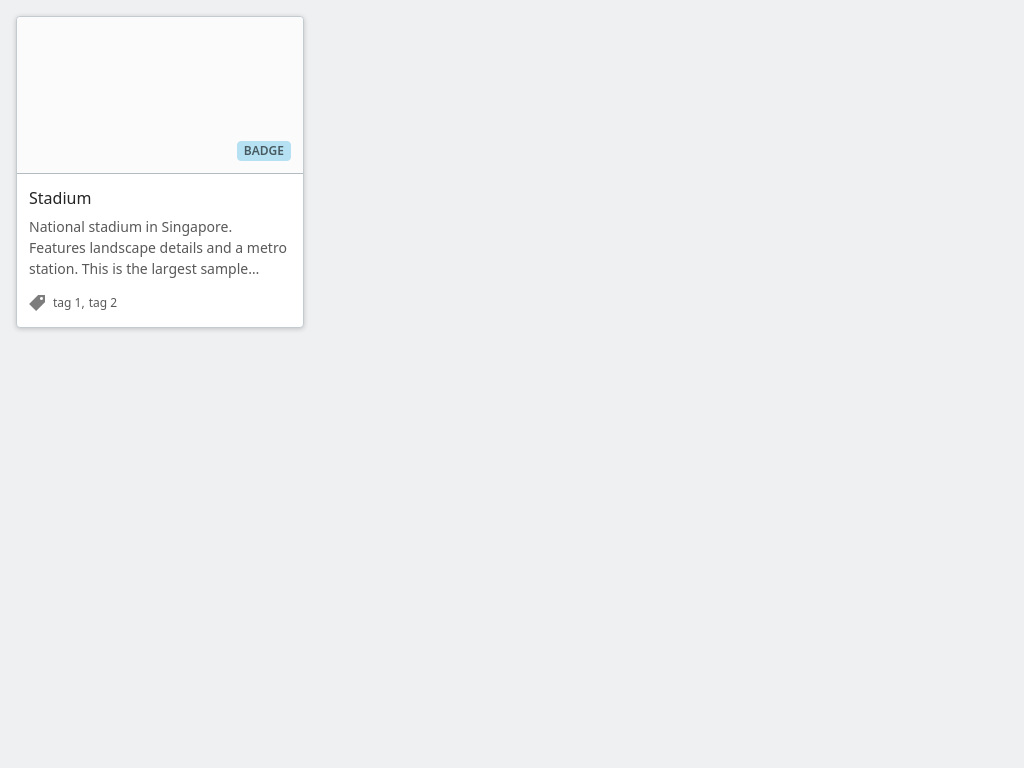 BADGE
Stadium
National stadium in Singapore.
Features landscape details and a metro
station. This is the largest sample...
tag 1, tag 2